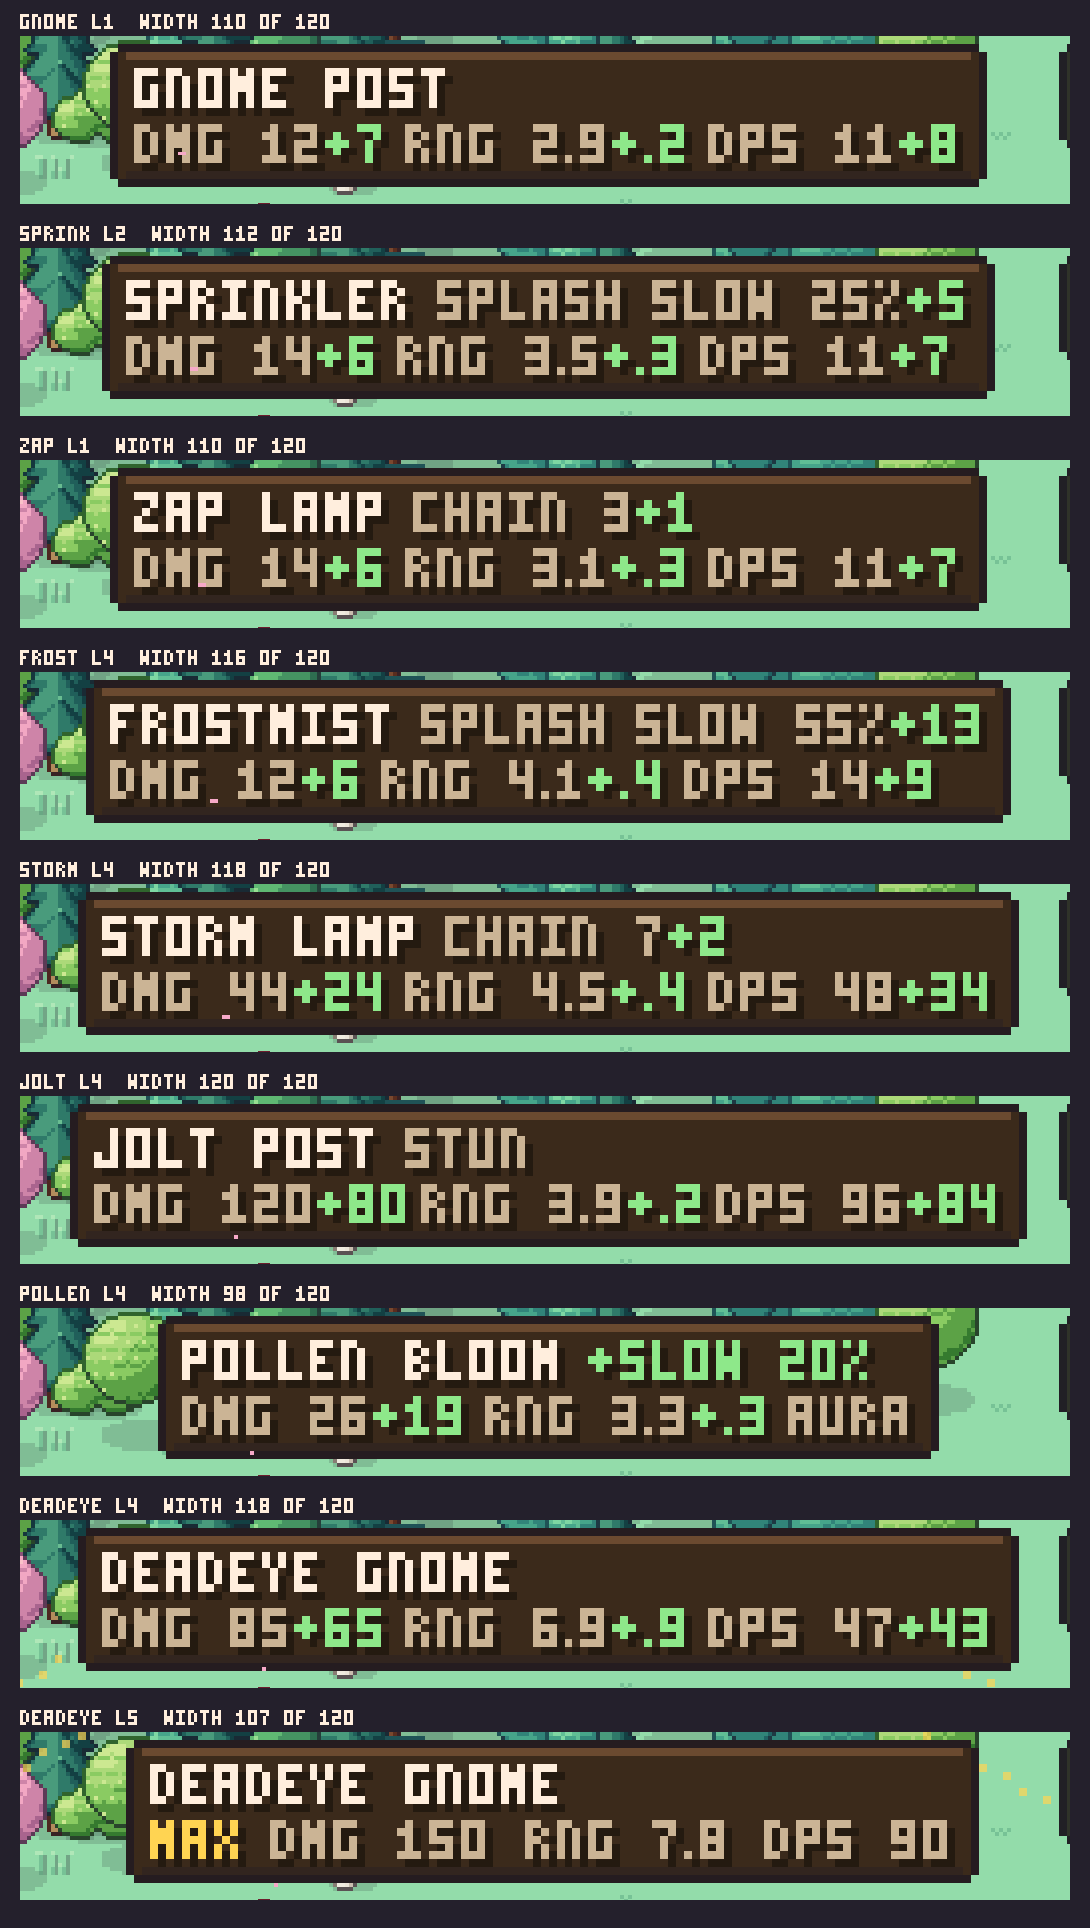 GNOME L1 WIDTH 110 OF 120
GNOME POST
DMG 12+7 RNG 2.9+.2 DPS 11+8
SPRINK L2 WIDTH 112 OF 120
SPRINKLER SPLASH SLOW 25%+5
DMG 14+6 RNG 3.5+.3 DPS 11+7
ZAP L1 WIDTH 110 OF 120
ZAP LAMP CHAIN 3+1
DMG 14+6 RNG 3.1+.3 DPS 11+7
FROST L4 WIDTH 116 OF 120
FROSTMIST SPLASH SLOW 55%+13
DMG 12+6 RNG 4.1+.4 DPS 14+9
STORM L4 WIDTH 118 OF 120
STORM LAMP CHAIN 7+2
DMG 44+24 RNG 4.5+.4 DPS 48+34
JOLT L4 WIDTH 120 OF 120
JOLT POST STUN
DMG 120+80 RNG 3.9+.2 DPS 96+84
POLLEN L4 WIDTH 98 OF 120
POLLEN BLOOM +SLOW 20%
DMG 26+19 RNG 3.3+.3 AURA
DEADEYE L4 WIDTH 118 OF 120
DEADEYE GNOME
DMG 85+65 RNG 6.9+.9 DPS 47+43
DEADEYE L5 WIDTH 107 OF 120
DEADEYE GNOME
MAX DMG 150 RNG 7.8 DPS 90